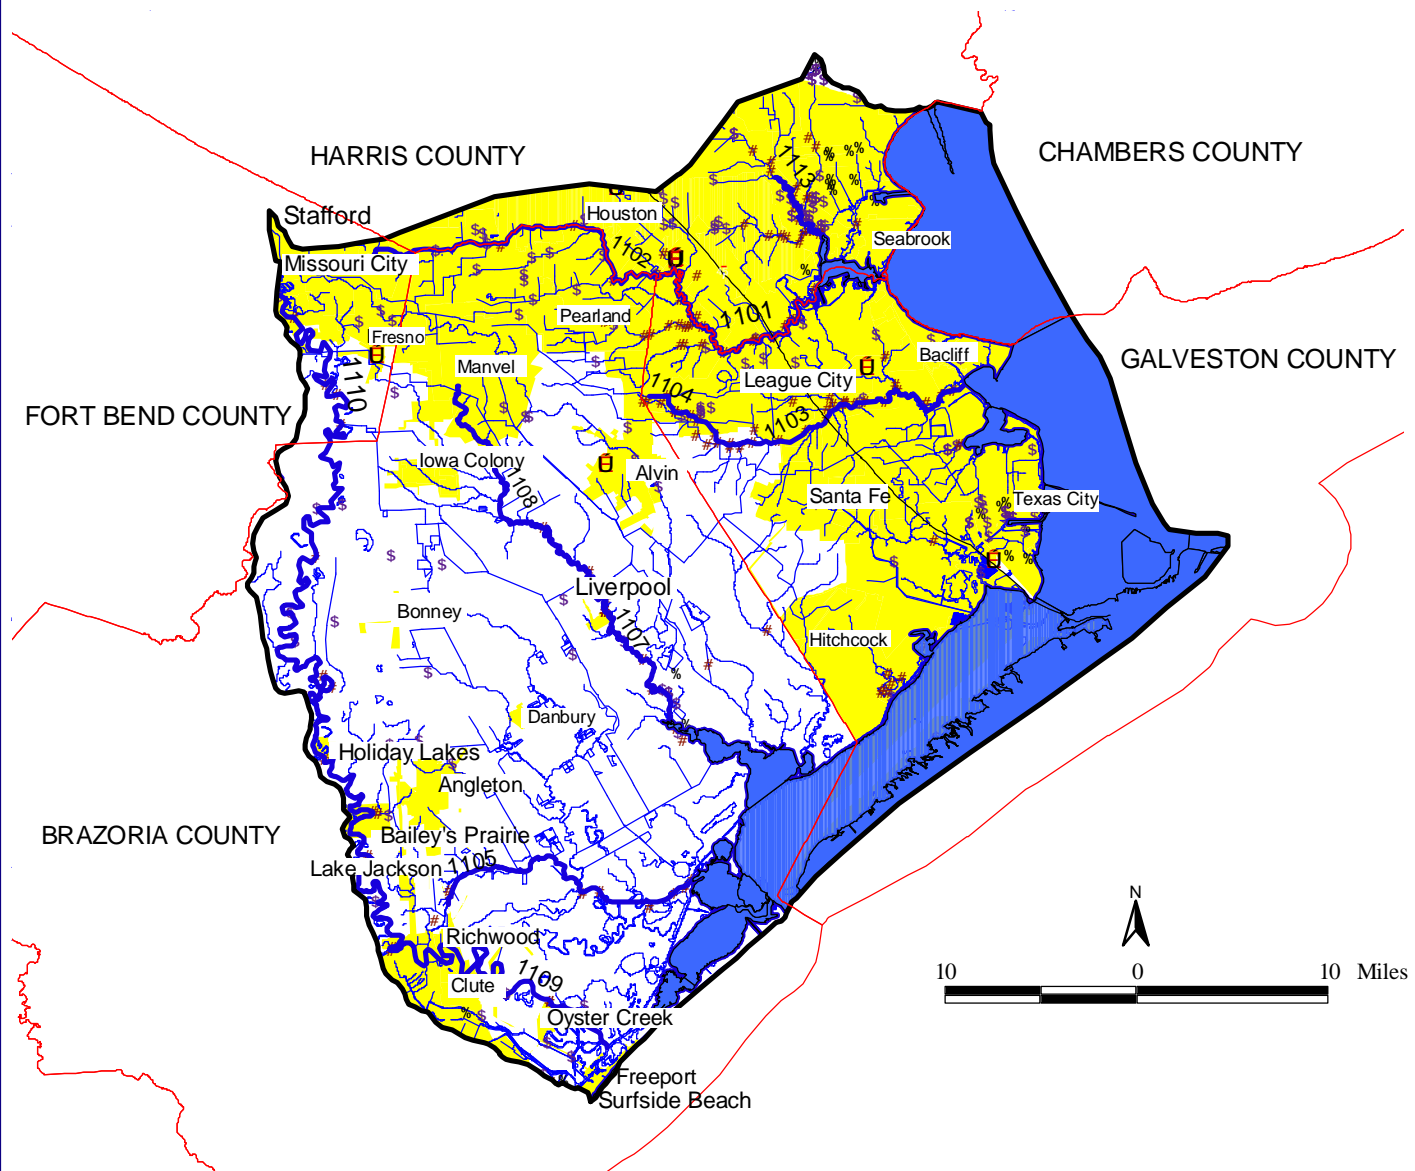 HARRIS COUNTY
CHAMBERS COUNTY
1113
Stafford
Houston
Seabrook
1102
Missouri City
Pearland
1101
Fresno
Manvel
Bacliff
GALVESTON COUNTY
1110
1104
League City
FORT BEND COUNTY
1103
Iowa Colony
1108
Alvin
Santa Fe
Texas City
Liverpool
Bonney
1107
Hitchcock
Danbury
Holiday Lakes
Angleton
BRAZORIA COUNTY
Bailey's Prairie
Lake Jackson
1105
N
Richwood
1109
Clute
10 0 10 Miles
Oyster Creek
Freeport
Surfside Beach